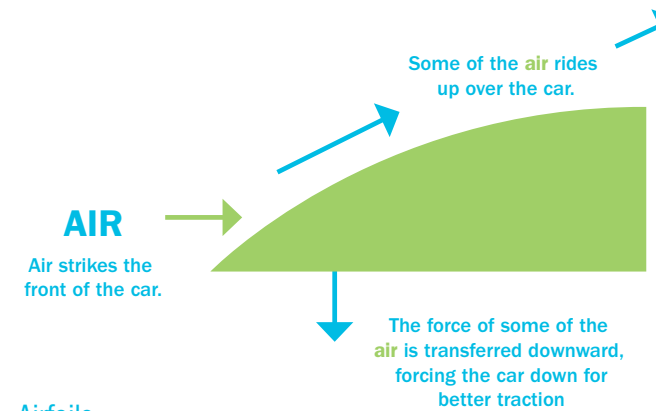 Some of the air rides
up over the car.
AIR
Air strikes the
front of the car.
The force of some of the
air is transferred downward,
forcing the car down for
better traction
Airfoils